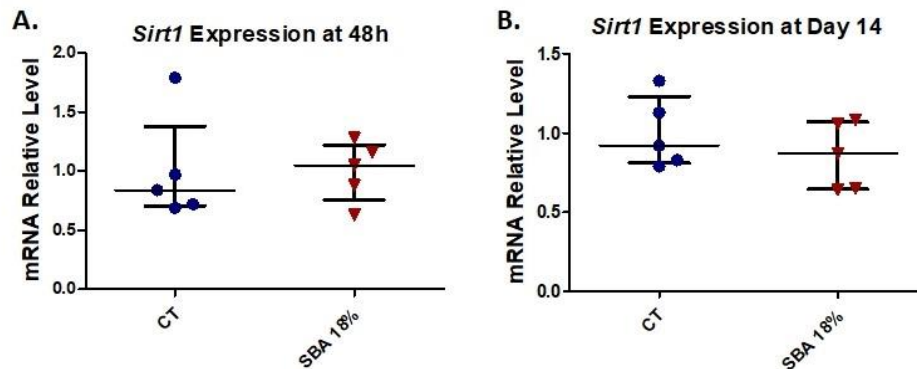 A.
Sirt1 Expression at 48h
mRNA Relative Level
2.0
1.5
1.0
0.5
0.0
CT
SBA 18%
B.
Sirt1 Expression at Day 14
mRNA Relative Level
1.5
1.0
0.5
0.0
CT
SBA 18%